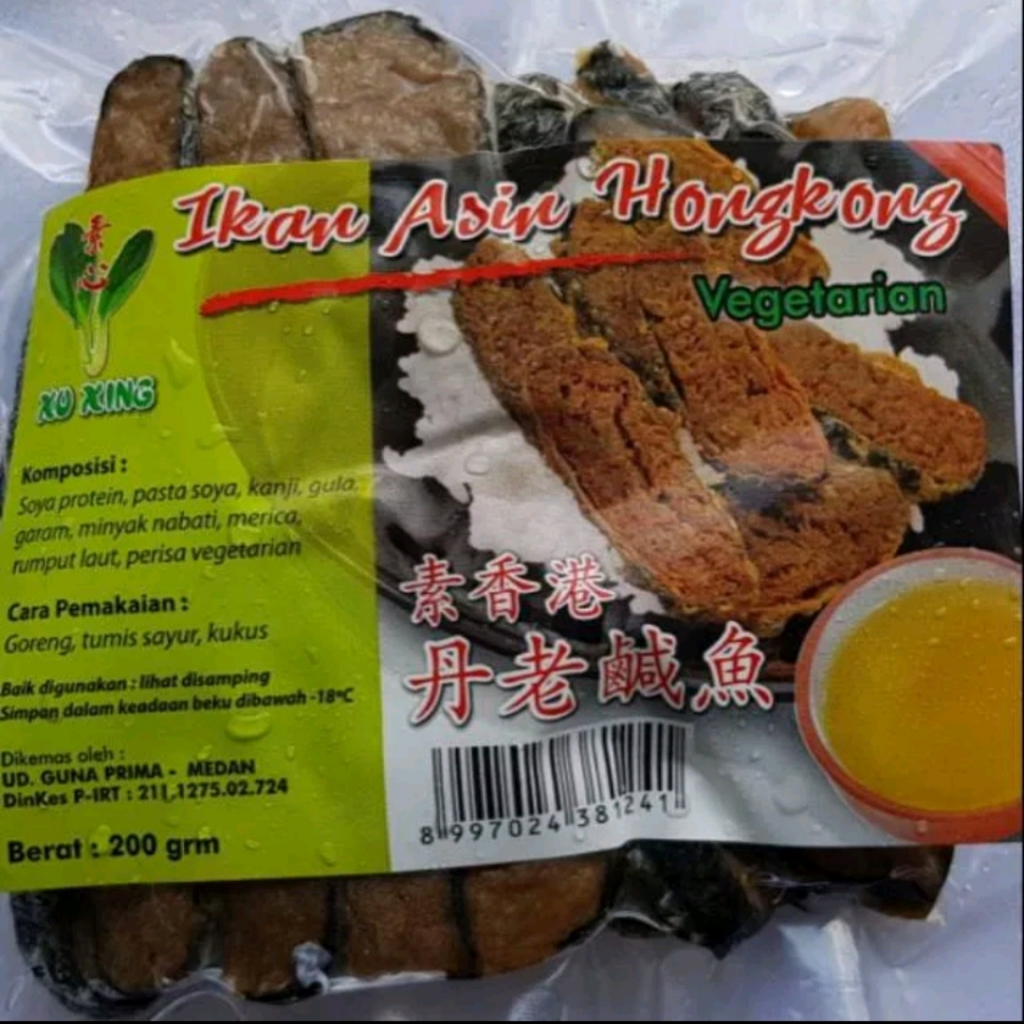 Ikan Asin Hongkong
Vegetarian
素心
XU XING
Komposisi :
Soya protein, pasta soya, kanji, gula,
garam, minyak nabati, merica,
rumput laut, perisa vegetarian
Cara Pemakaian :
Goreng, tumis sayur, kukus
Baik digunakan : lihat disamping
Simpan dalam keadaan beku dibawah -18°C
Dikemas oleh :
UD. GUNA PRIMA - MEDAN
DinKes P-IRT : 211.1275.02.724
Berat : 200 grm
素香港
丹老鹹魚
8 997024 381241